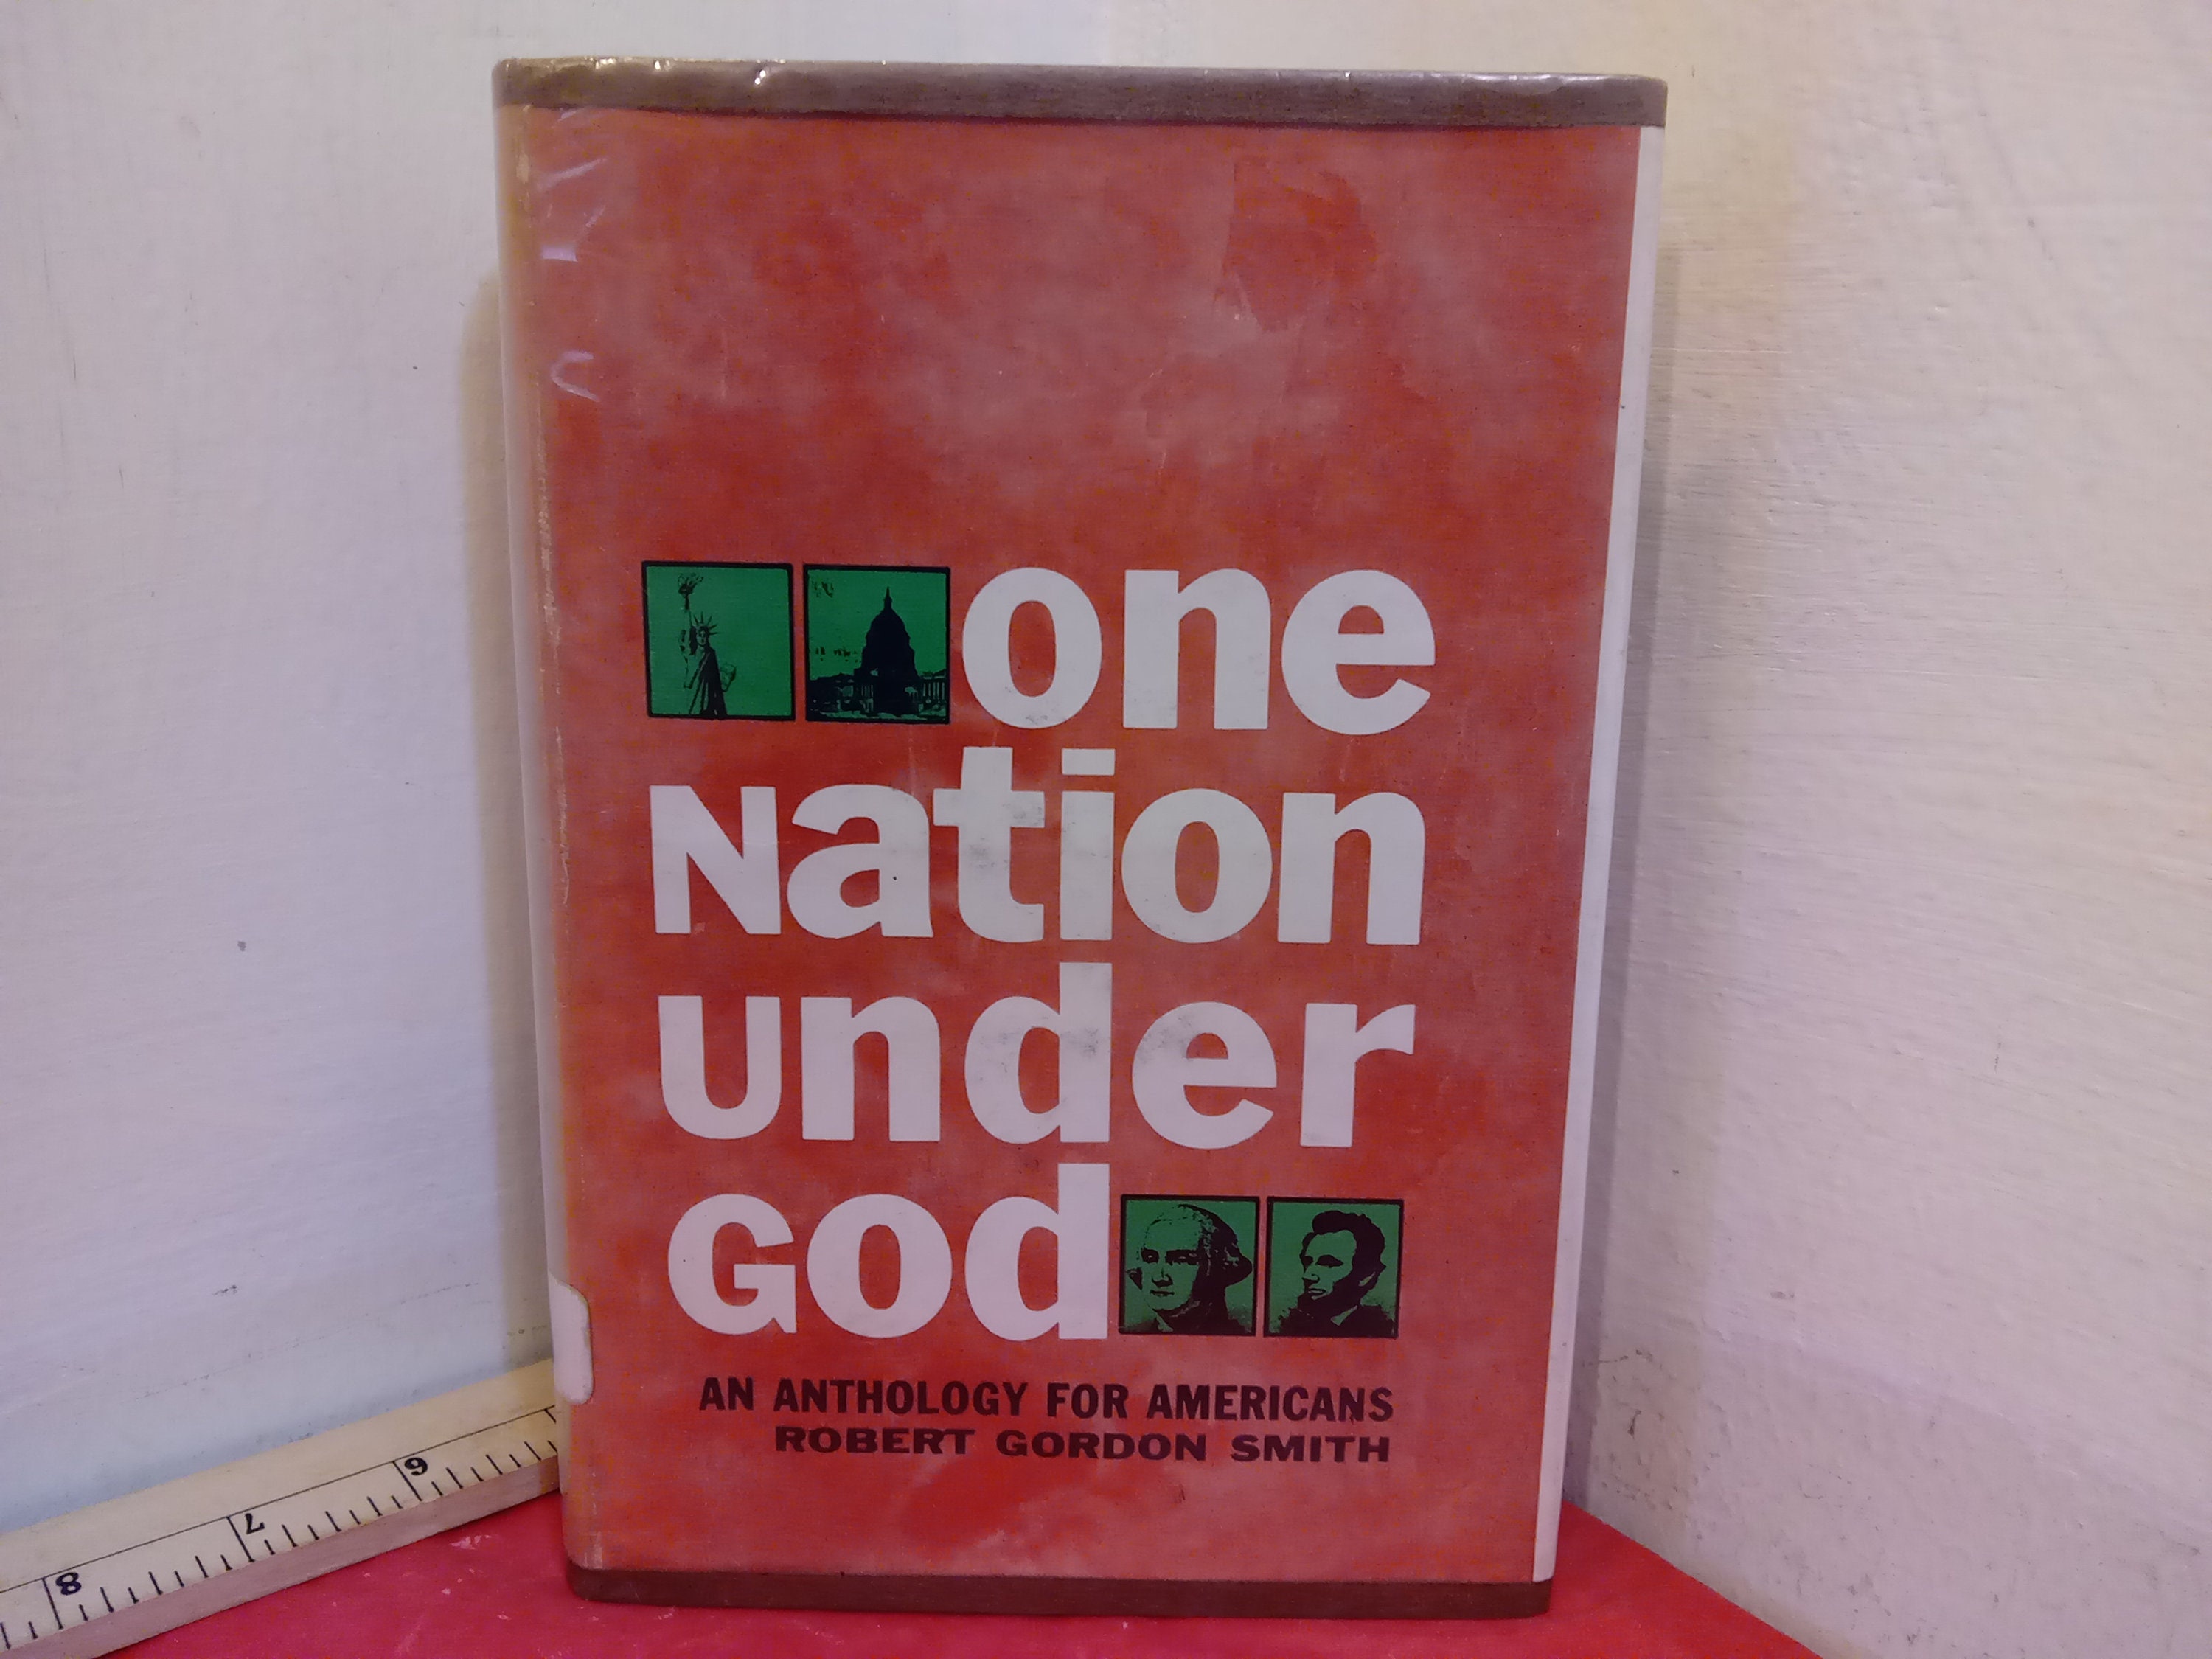 one
Nation
under
God
AN ANTHOLOGY FOR AMERICANS
ROBERT GORDON SMITH
8 7 6